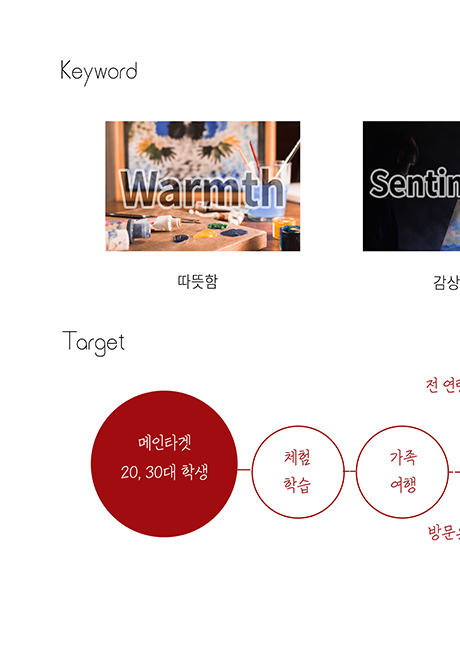 Keyword
Warmth
따뜻함
감상
Target
전 연
메인타겟
20, 30대 학생
체험
학습
가족
여행
방문